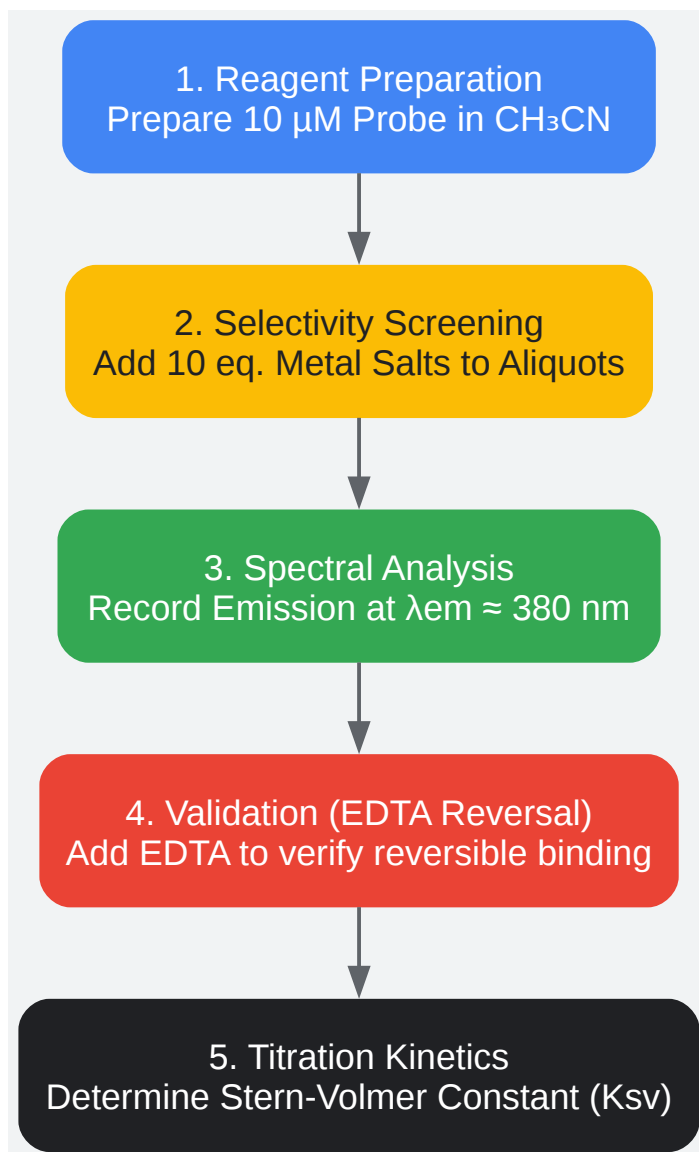 1. Reagent Preparation
Prepare 10 µM Probe in CH₃CN
2. Selectivity Screening
Add 10 eq. Metal Salts to Aliquots
3. Spectral Analysis
Record Emission at λem ≈ 380 nm
4. Validation (EDTA Reversal)
Add EDTA to verify reversible binding
5. Titration Kinetics
Determine Stern-Volmer Constant (Ksv)